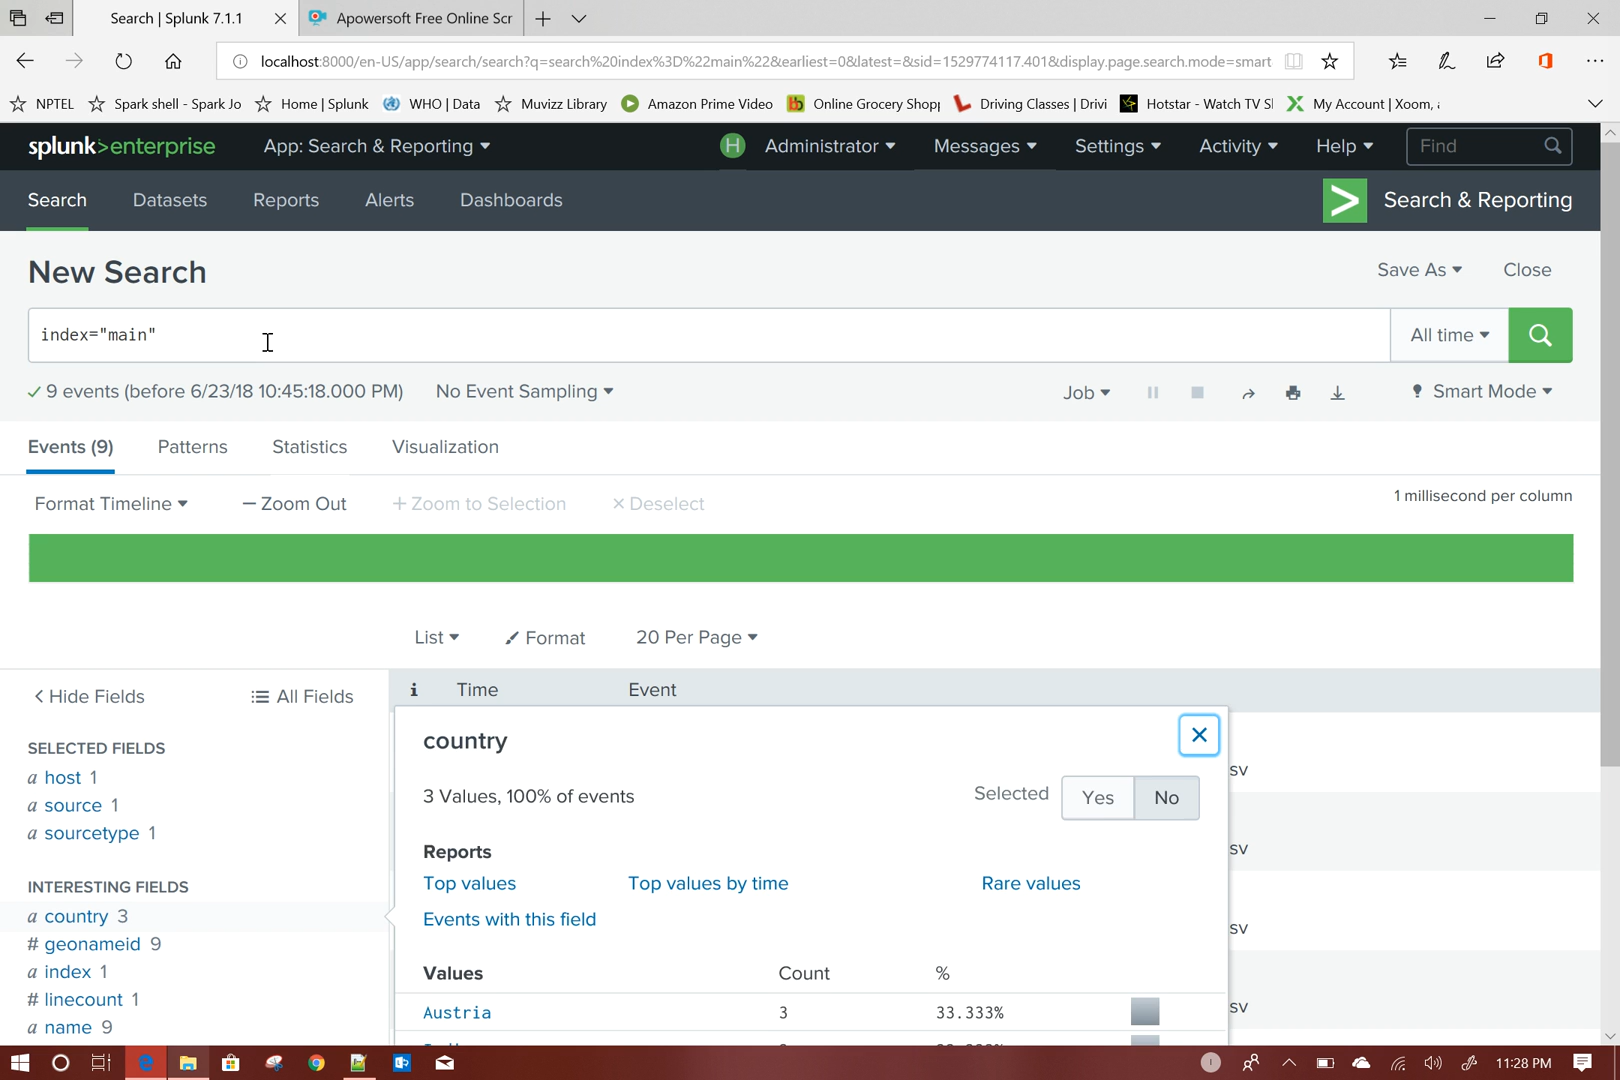 Search | Splunk 7.1.1
Apowersoft Free Online Scr
localhost:8000/en-US/app/search/search?q=search%20index%3D%22main%22&earliest=0&latest=&sid=1529774117.401&display.page.search.mode=smart
NPTEL
Spark shell - Spark Jo
Home | Splunk
WHO | Data
Muvizz Library
Amazon Prime Video
Online Grocery Shopp
Driving Classes | Drivi
Hotstar - Watch TV S
My Account | Xoom,
splunk>enterprise
App: Search & Reporting
H
Administrator
Messages
Settings
Activity
Help
Find
Search
Datasets
Reports
Alerts
Dashboards
Search & Reporting
New Search
Save As
Close
index="main"
All time
9 events (before 6/23/18 10:45:18.000 PM)
No Event Sampling
Job
Smart Mode
Events (9)
Patterns
Statistics
Visualization
Format Timeline
— Zoom Out
+ Zoom to Selection
× Deselect
1 millisecond per column
List
Format
20 Per Page
< Hide Fields
All Fields
i
Time
Event
SELECTED FIELDS
a host 1
a source 1
a sourcetype 1
INTERESTING FIELDS
a country 3
# geonameid 9
a index 1
# linecount 1
a name 9
country
3 Values, 100% of events
Selected
Yes
No
Reports
Top values
Top values by time
Rare values
Events with this field
Values
Count
%
Austria
3
33.333%
sv
sv
sv
sv
11:28 PM